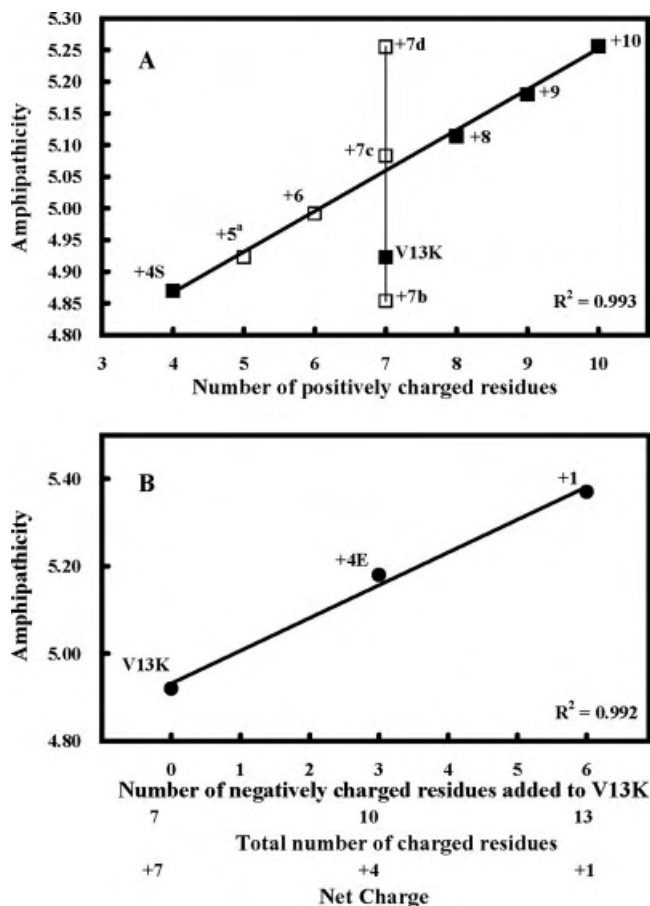 5.30
5.25
5.20
5.15
5.10
5.05
5.00
4.95
4.90
4.85
4.80
Amphipathicity
A
+7d
+10
+9
+7c
+8
+6
+5ª
V13K
+4S
+7b
R² = 0.993
3 4 5 6 7 8 9 10
Number of positively charged residues
5.40
5.20
5.00
4.80
Amphipathicity
B
+1
+4E
V13K
R² = 0.992
0 1 2 3 4 5 6
Number of negatively charged residues added to V13K
7 10 13
Total number of charged residues
+7 +4 +1
Net Charge